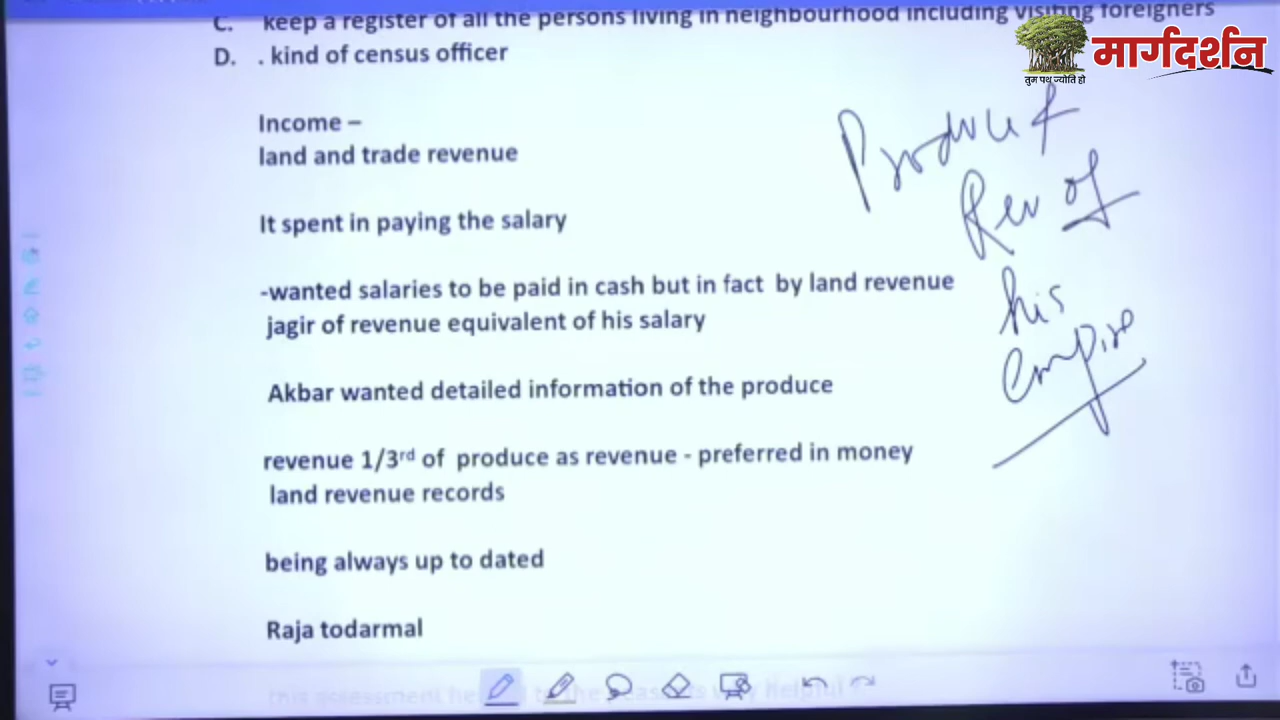 C. keep a register of all the persons living in neighbourhood including visiting foreigners
D. . kind of census officer
मार्गदर्शन
तुम पथ ज्योति हो
Income –
land and trade revenue
It spent in paying the salary
-wanted salaries to be paid in cash but in fact by land revenue
jagir of revenue equivalent of his salary
Akbar wanted detailed information of the produce
revenue 1/3rd of produce as revenue - preferred in money
land revenue records
being always up to dated
Raja todarmal
Produce &
Rev of
his
empire